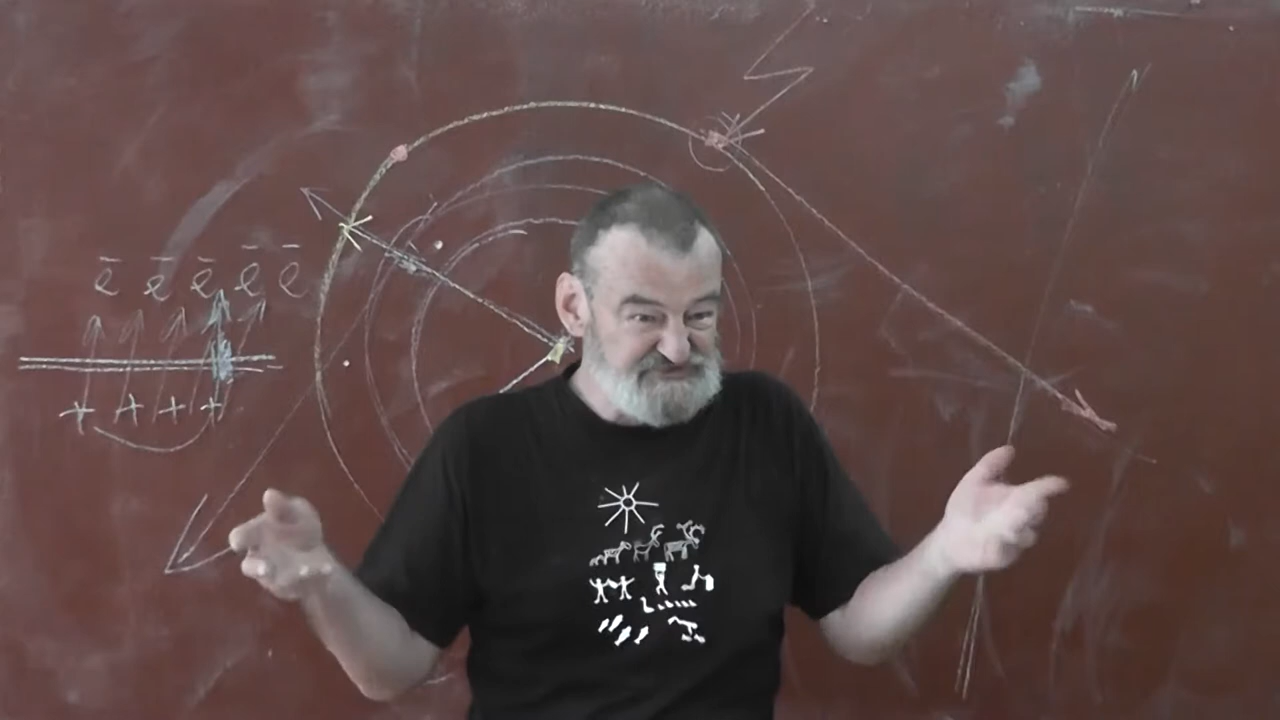 ē ē ē ē ē
+ + + +